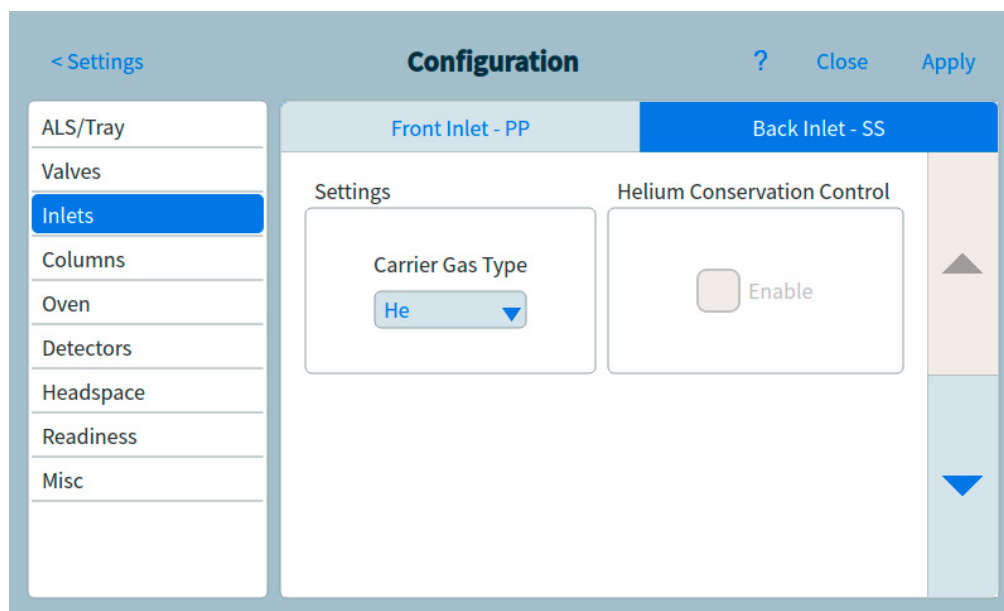 < Settings
Configuration
?
Close
Apply
ALS/Tray
Valves
Inlets
Columns
Oven
Detectors
Headspace
Readiness
Misc
Front Inlet - PP
Back Inlet - SS
Settings
Carrier Gas Type
He
Helium Conservation Control
Enable